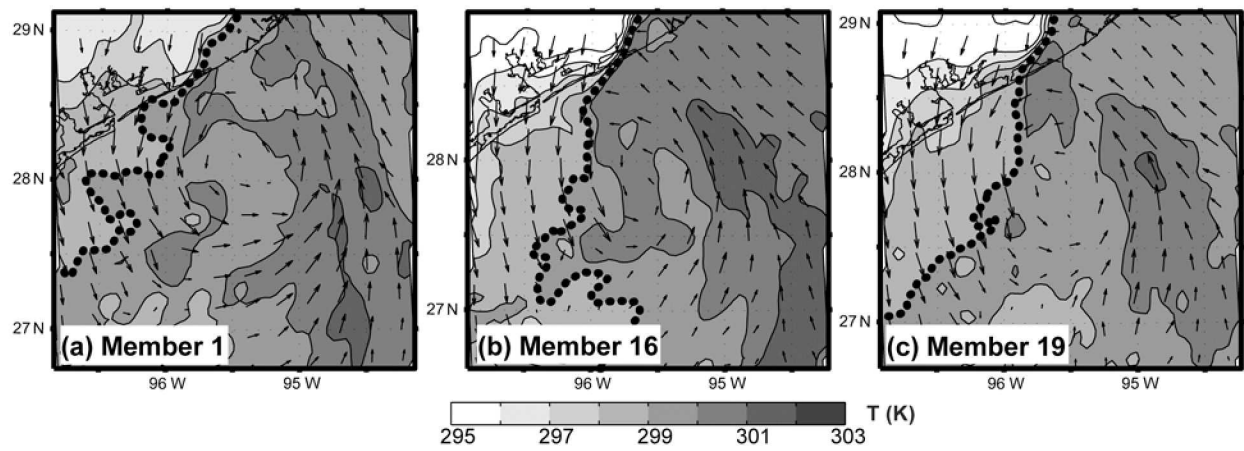 29 N
28 N
27 N
(a) Member 1
96 W
95 W
29 N
28 N
27 N
(b) Member 16
96 W
95 W
29 N
28 N
27 N
(c) Member 19
96 W
95 W
295 297 299 301 303
T (K)